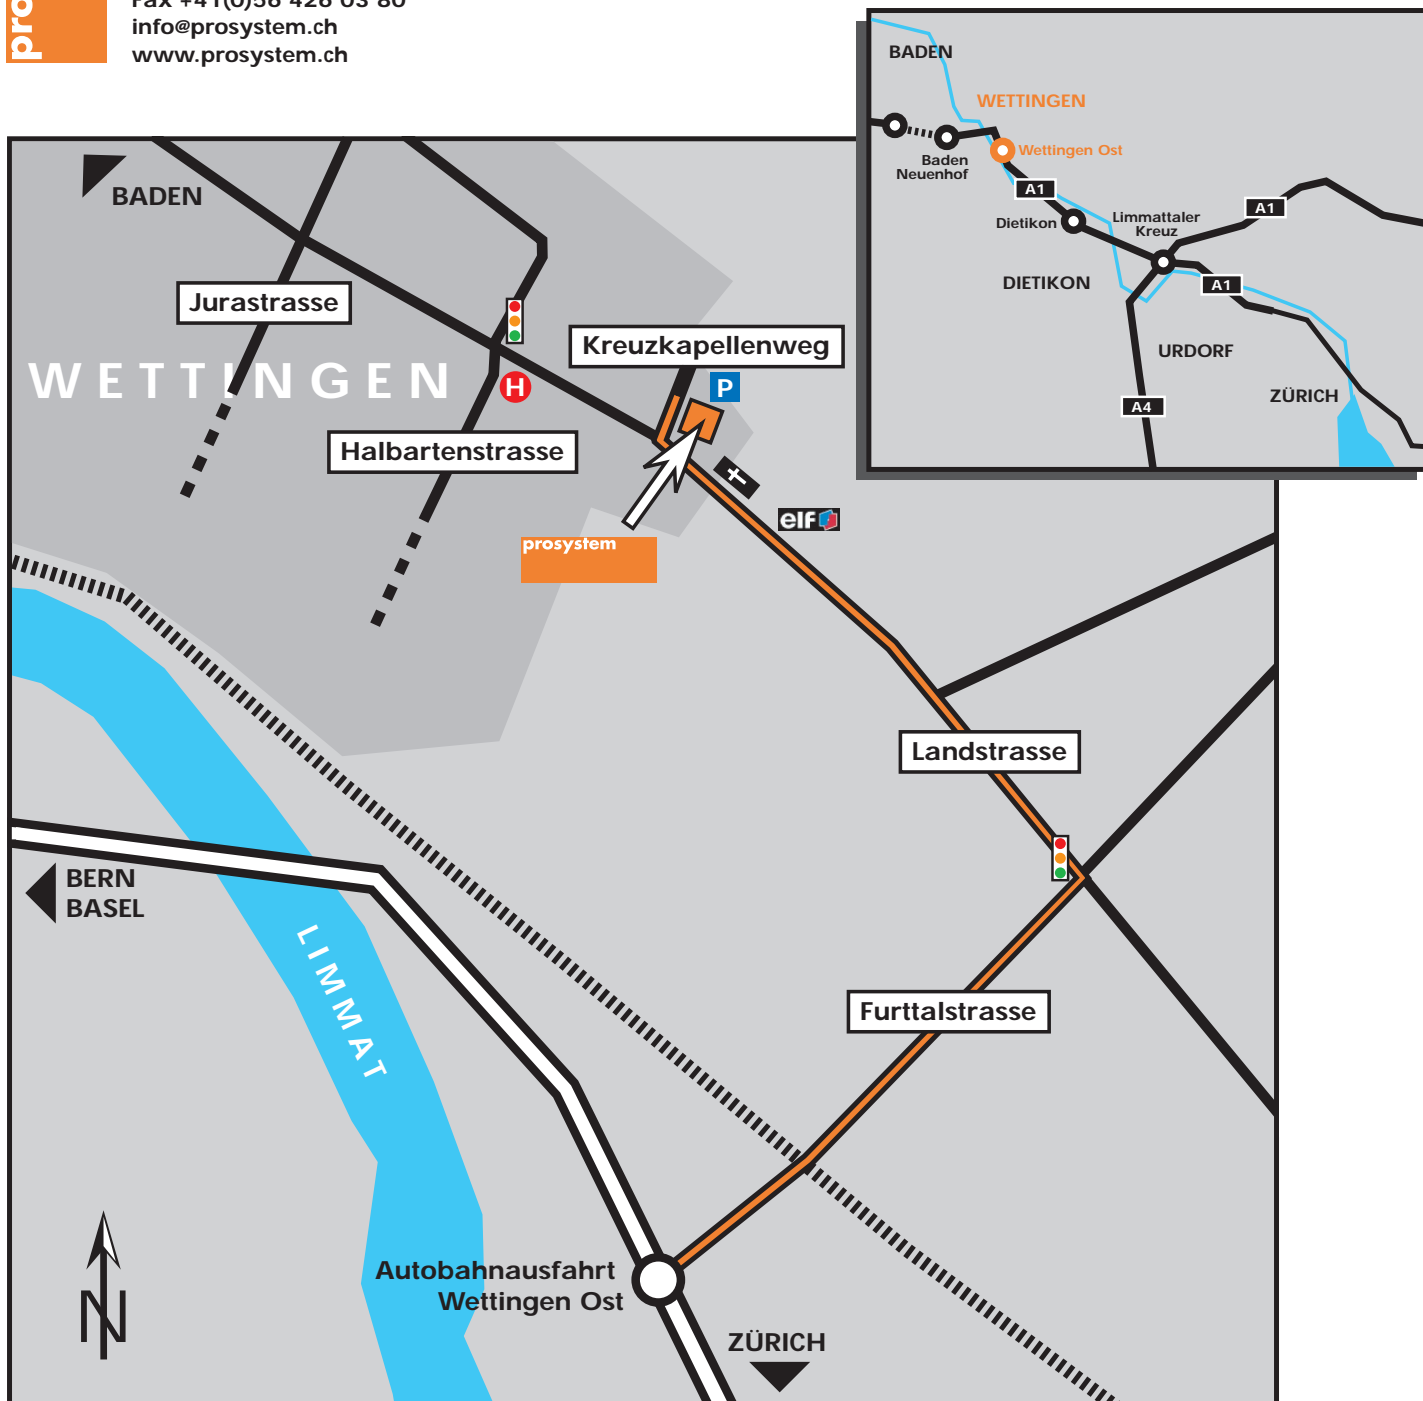 pro
Fax +41(0)56 426 03 80
info@prosystem.ch
www.prosystem.ch
BADEN
WETTINGEN
Wettingen Ost
Baden
Neuenhof
A1
Dietikon
Limmattaler
Kreuz
A1
DIETIKON
A1
URDORF
ZÜRICH
A4
BADEN
Jurastrasse
Kreuzkapellenweg
WETTINGEN
H
P
Halbartenstrasse
elf
prosystem
Landstrasse
BERN
BASEL
LIMMAT
Furttalstrasse
Autobahnausfahrt
Wettingen Ost
N
ZÜRICH